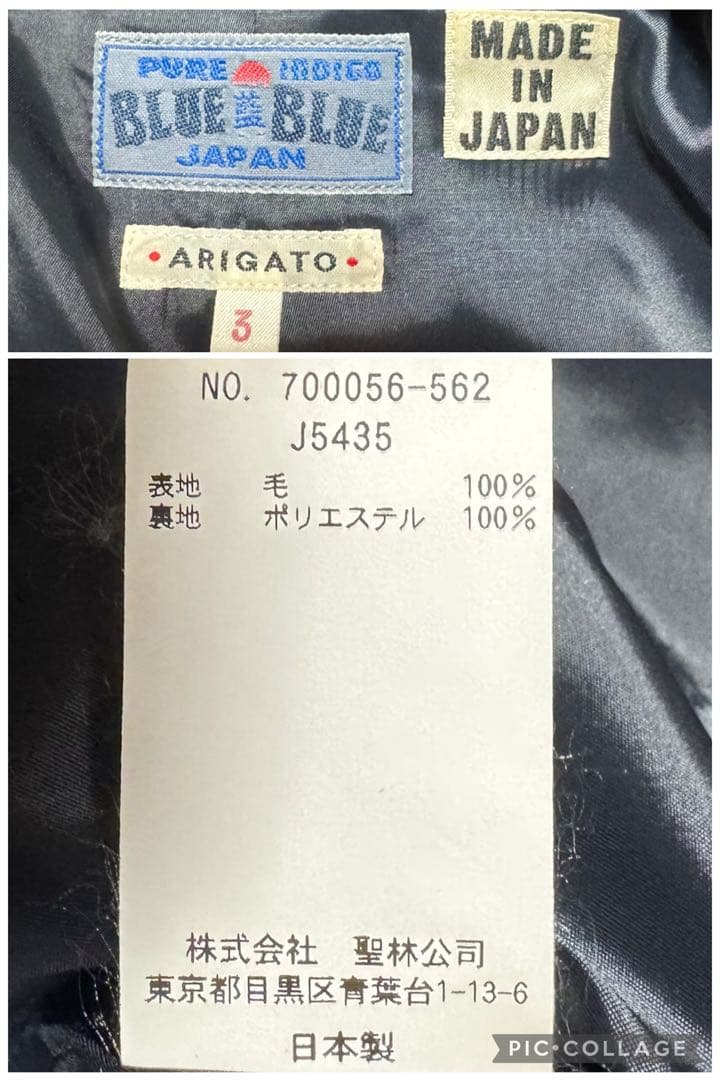 PURE INDIGO
BLUE 藍 BLUE
JAPAN
MADE
IN
JAPAN
• ARIGATO •
3
NO. 700056-562
J5435
表地 毛 100%
裏地 ポリエステル 100%
株式会社 聖林公司
東京都目黒区青葉台1-13-6
日本製
PIC•COLLAGE